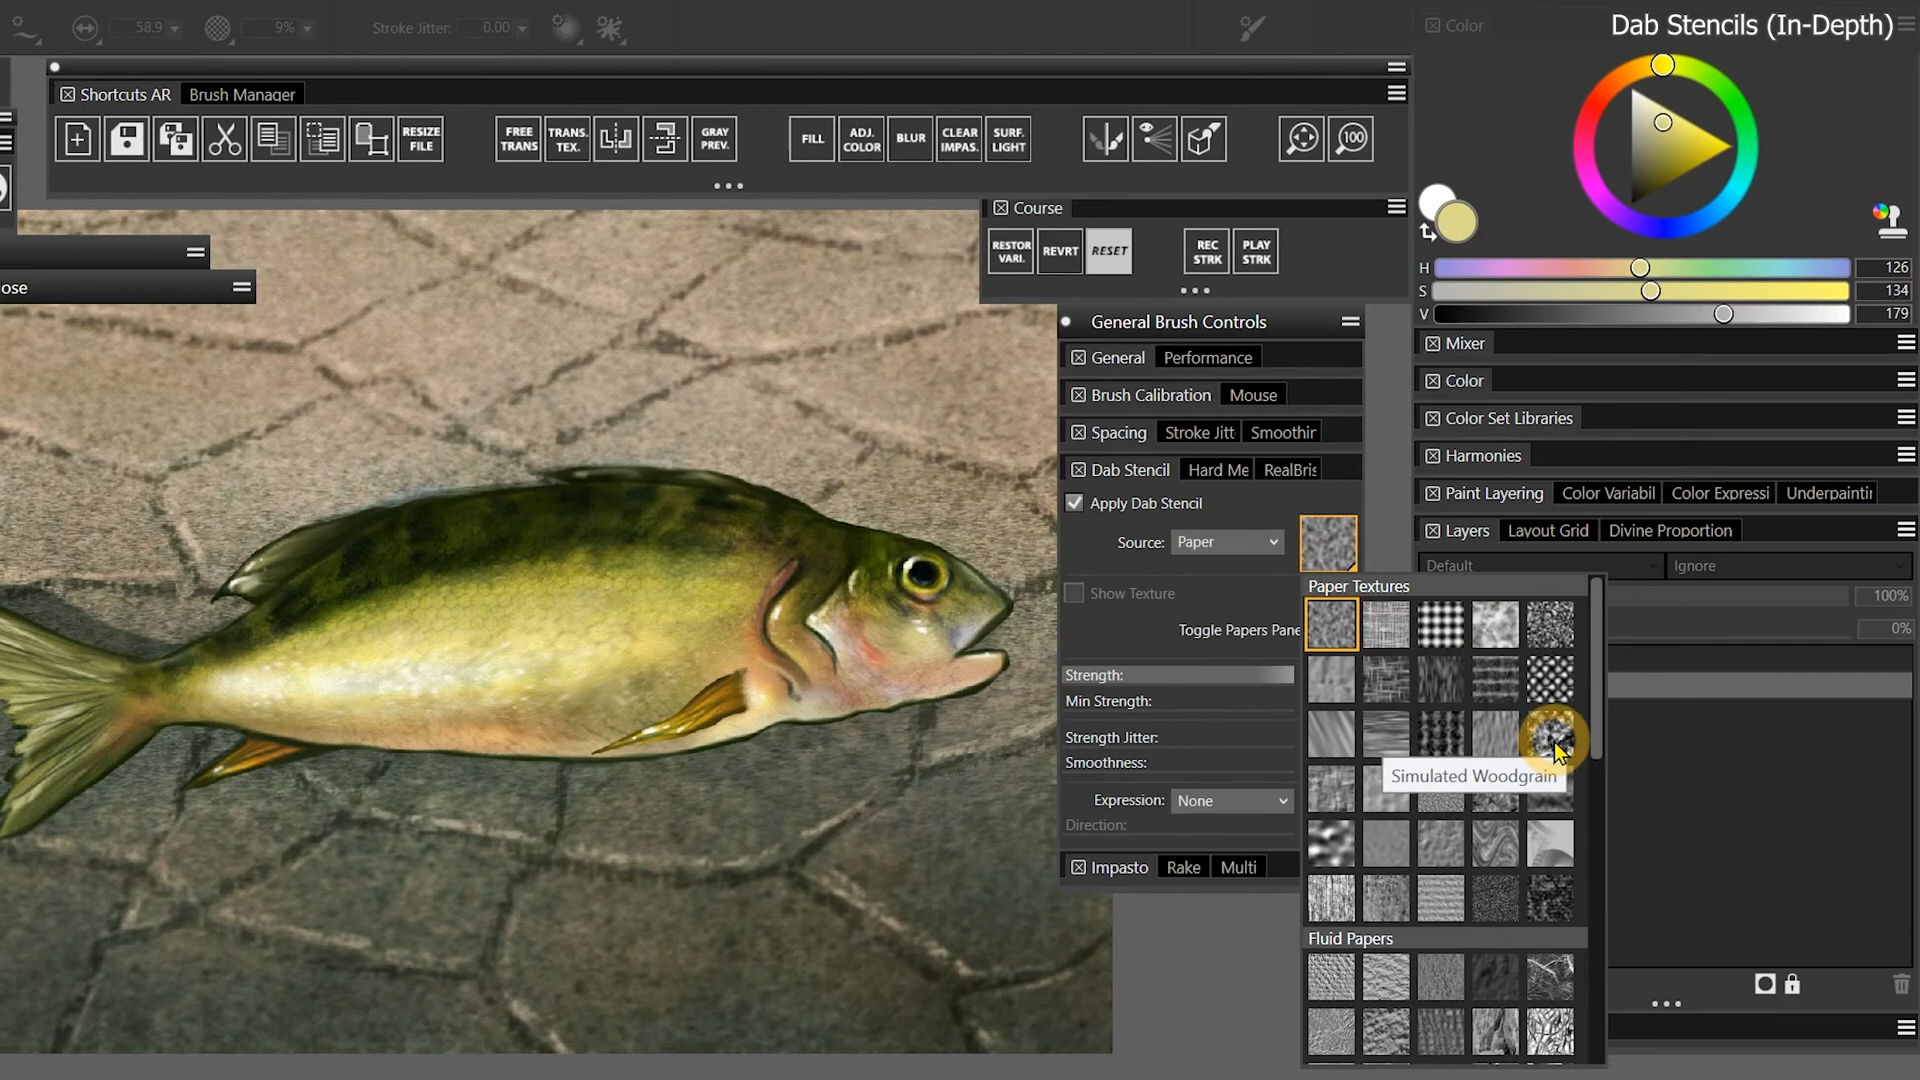 58.9
9%
Stroke Jitter: 0.00
Color
Dab Stencils (In-Depth)
Shortcuts AR
Brush Manager
RESIZE FILE
FREE TRANS
TRANS. TEX.
GRAY PREV.
FILL
ADJ. COLOR
BLUR
CLEAR IMPAS.
SURF. LIGHT
100
Course
RESTOR VARI.
REVRT
RESET
REC STRK
PLAY STRK
ose
H 126
S 134
V 179
General Brush Controls
General
Performance
Brush Calibration
Mouse
Spacing
Stroke Jitt
Smoothir
Dab Stencil
Hard Me
RealBris
Apply Dab Stencil
Source: Paper
Show Texture
Toggle Papers Pane
Strength:
Min Strength:
Strength Jitter:
Smoothness:
Expression: None
Direction:
Impasto
Rake
Multi
Mixer
Color
Color Set Libraries
Harmonies
Paint Layering
Color Variabil
Color Expressi
Underpaintir
Layers
Layout Grid
Divine Proportion
Default
Ignore
100%
0%
Paper Textures
Simulated Woodgrain
Fluid Papers